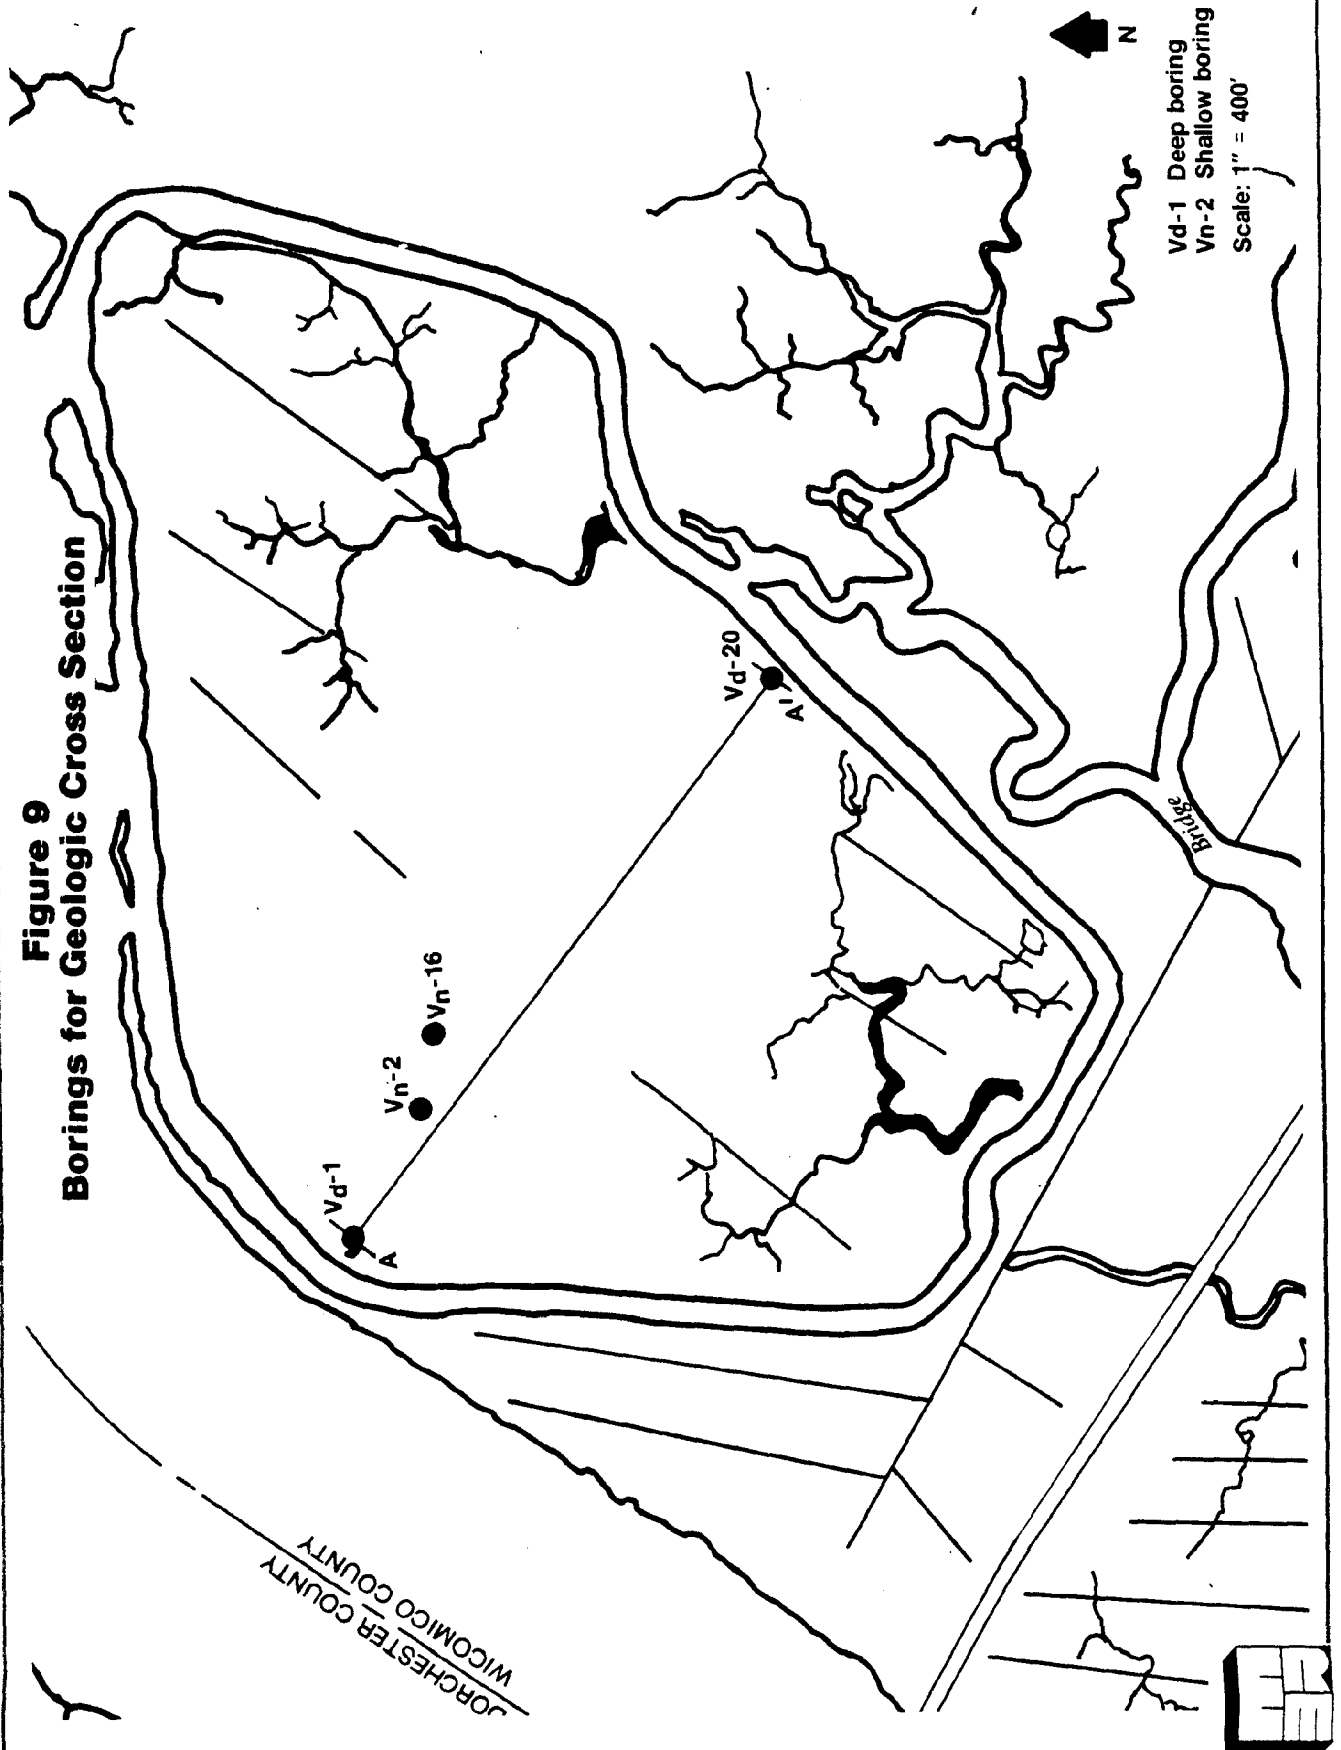 Figure 9
Borings for Geologic Cross Section
N
Vd-1 Deep boring
Vn-2 Shallow boring
Scale: 1" = 400'
Vd-20
A'
Vn-16
Vn-2
Vd-1
A
Bridge
DORCHESTER COUNTY
WICOMICO COUNTY